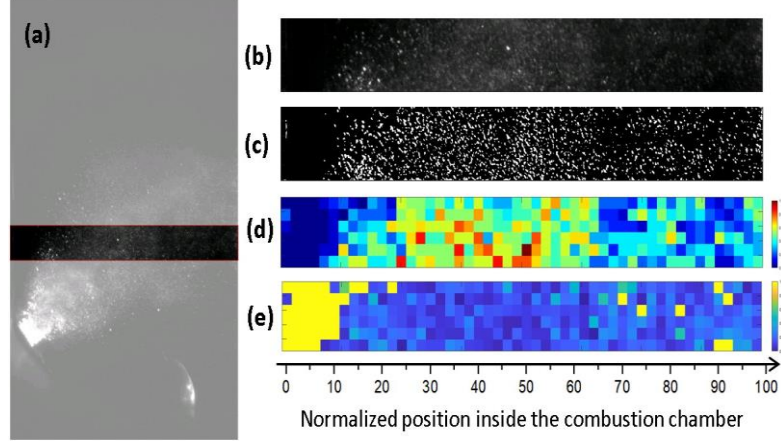 (a)
(b)
(c)
(d)
(e)
0 10 20 30 40 50 60 70 80 90 100
Normalized position inside the combustion chamber